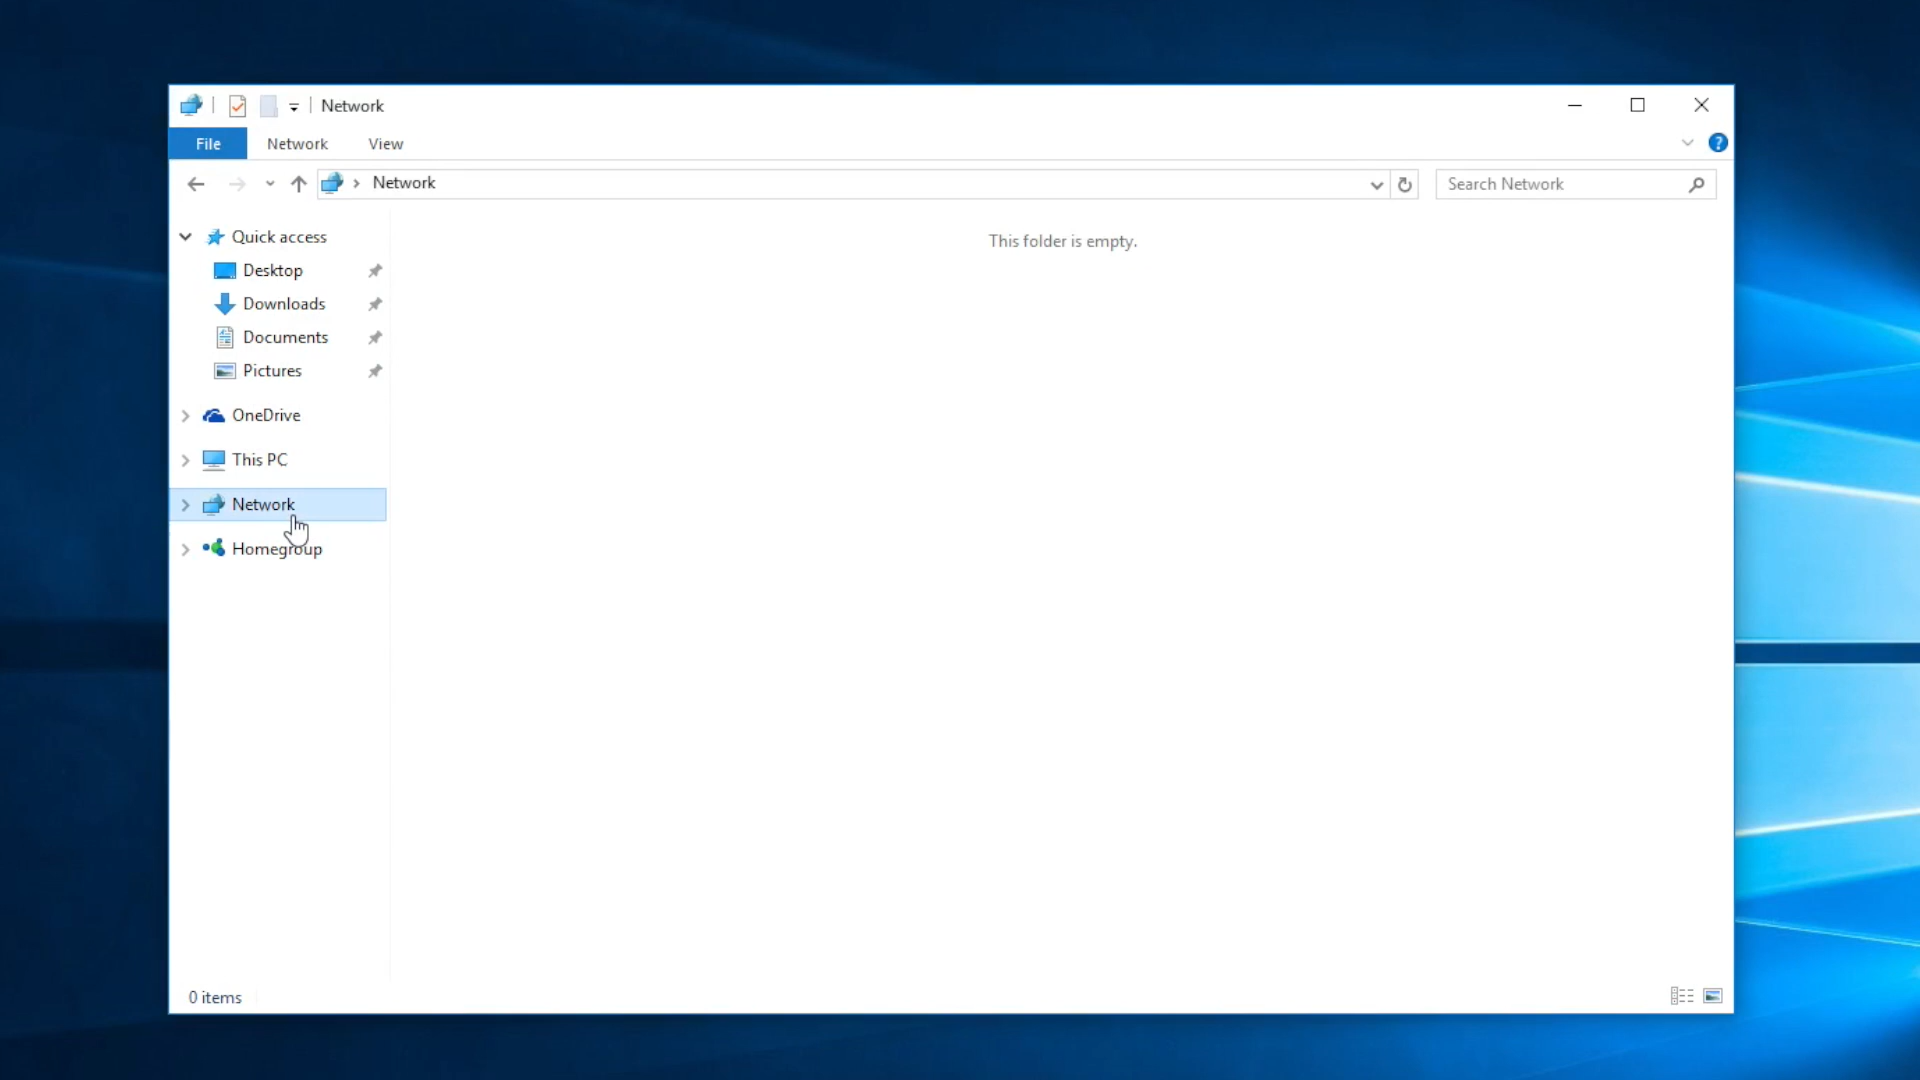 Network
File Network View
Network
Search Network
Quick access
This folder is empty.
Desktop
Downloads
Documents
Pictures
OneDrive
This PC
Network
Homegroup
0 items